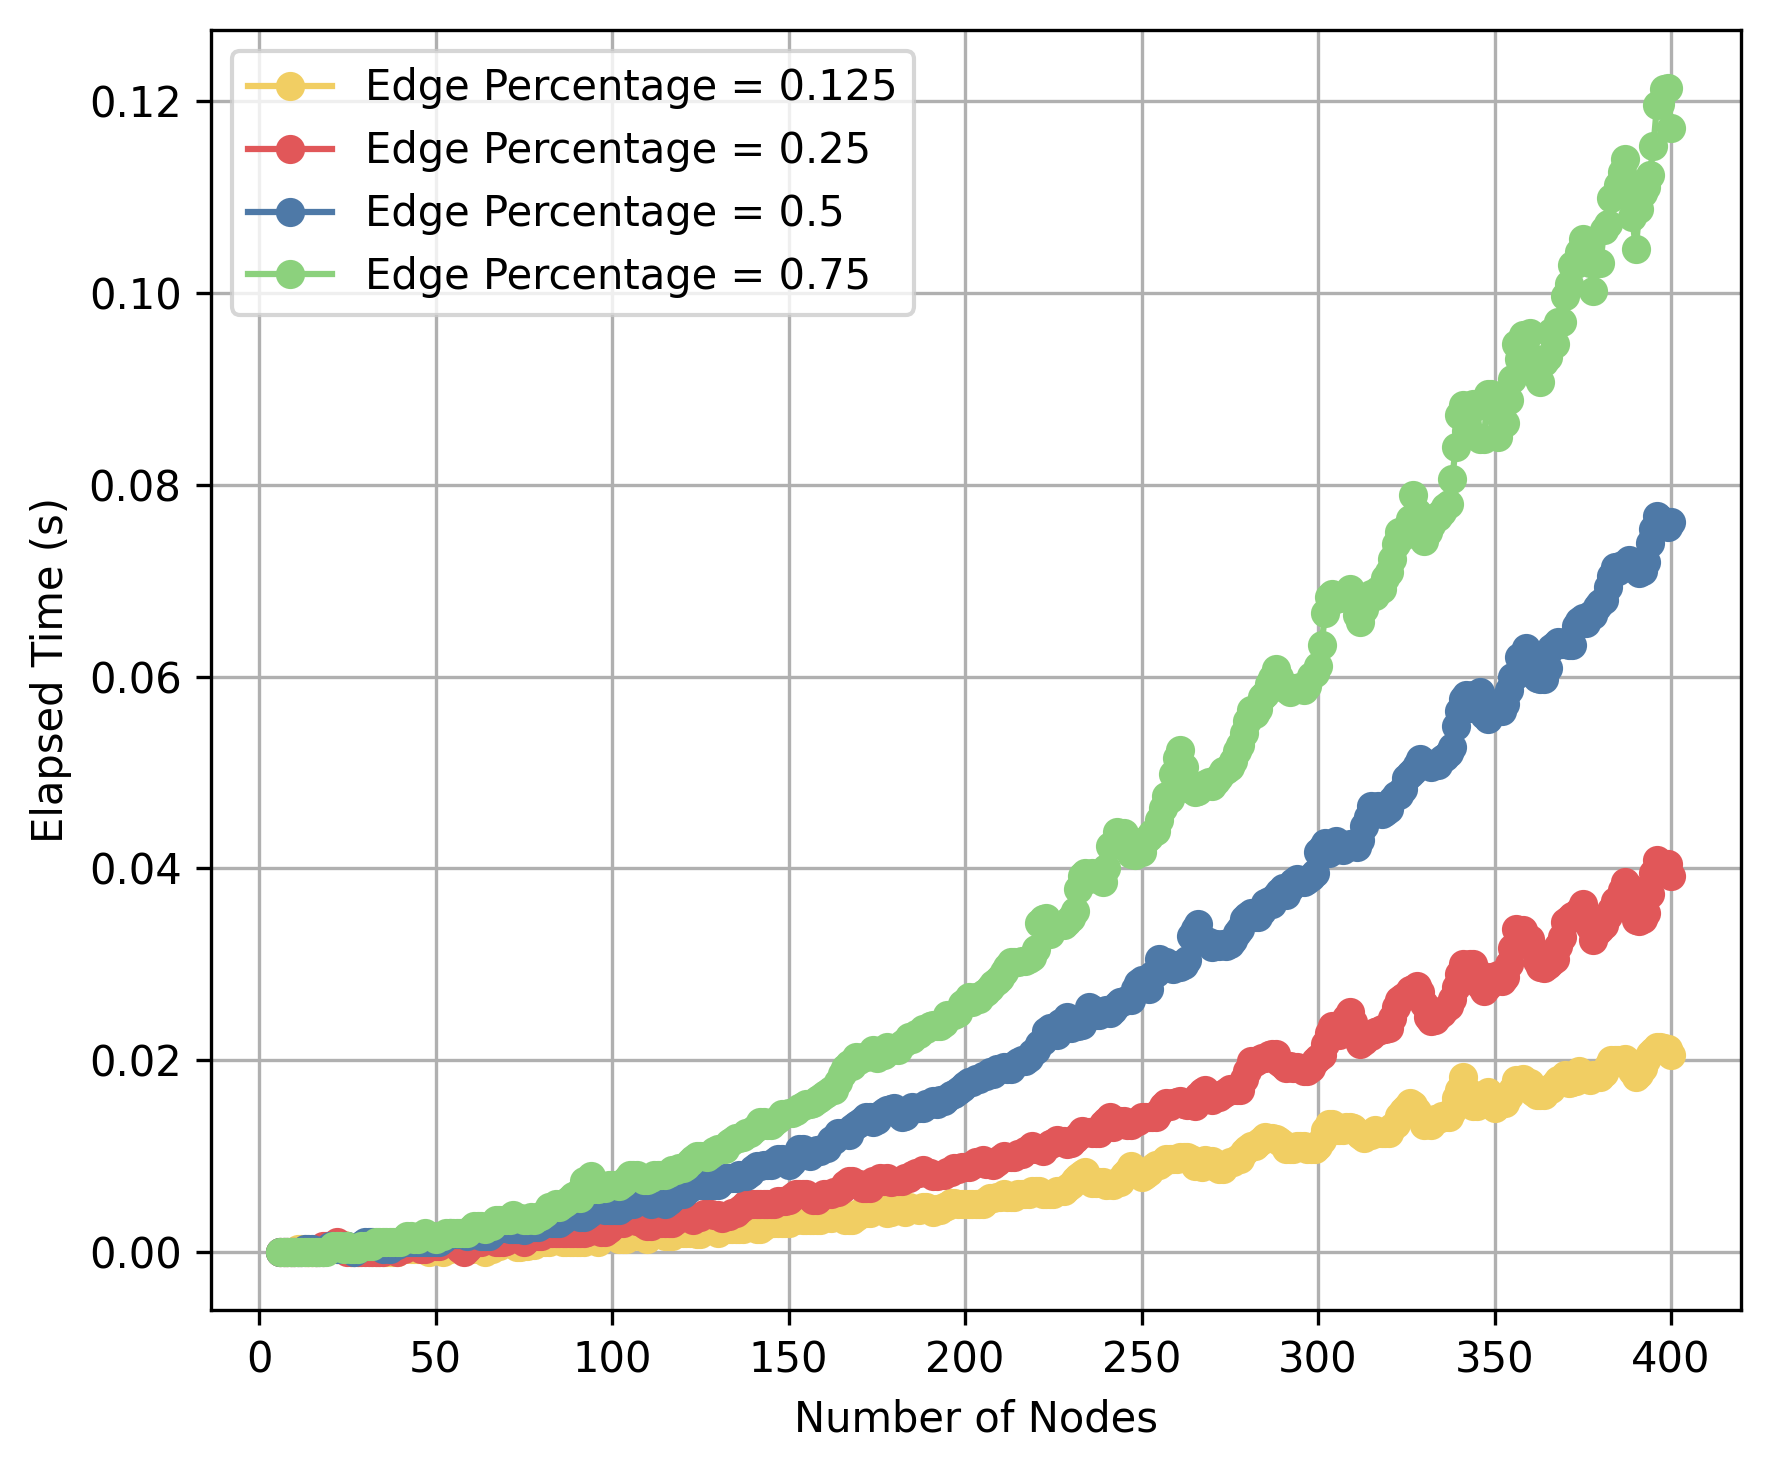 Edge Percentage = 0.125
Edge Percentage = 0.25
Edge Percentage = 0.5
Edge Percentage = 0.75
0.12
0.10
0.08
0.06
0.04
0.02
0.00
Elapsed Time (s)
0 50 100 150 200 250 300 350 400
Number of Nodes